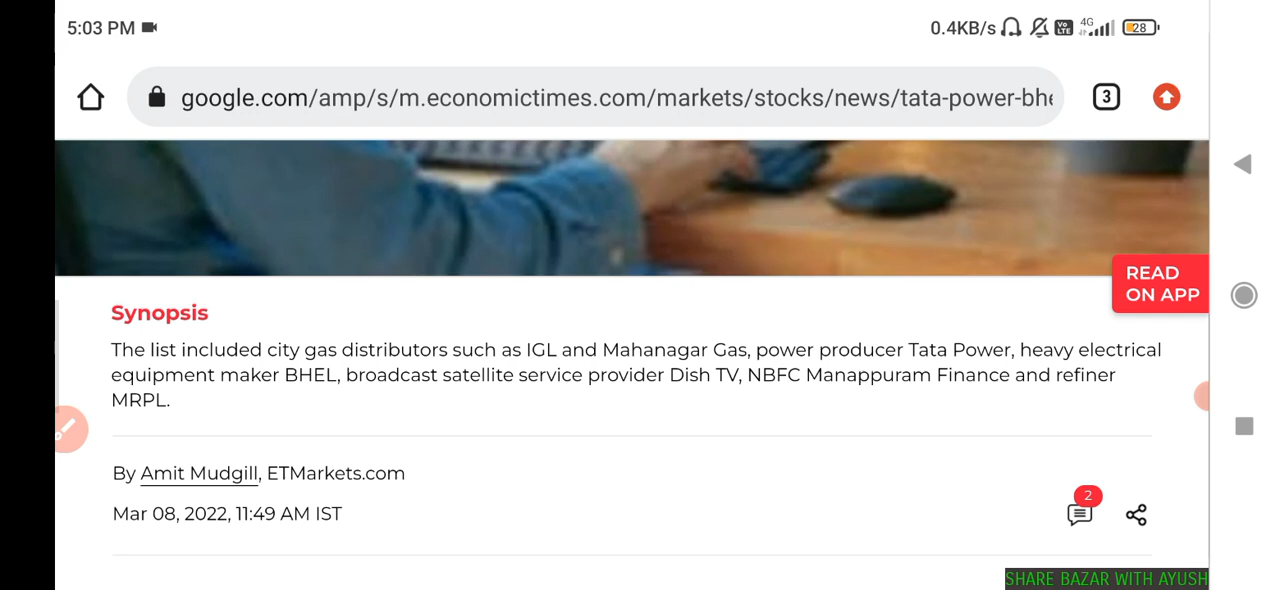 5:03 PM
0.4KB/s Vo LTE 4G 28
google.com/amp/s/m.economictimes.com/markets/stocks/news/tata-power-bhe
3
READ
ON APP
Synopsis
The list included city gas distributors such as IGL and Mahanagar Gas, power producer Tata Power, heavy electrical
equipment maker BHEL, broadcast satellite service provider Dish TV, NBFC Manappuram Finance and refiner
MRPL.
By Amit Mudgill, ETMarkets.com
2
Mar 08, 2022, 11:49 AM IST
SHARE BAZAR WITH AYUSH